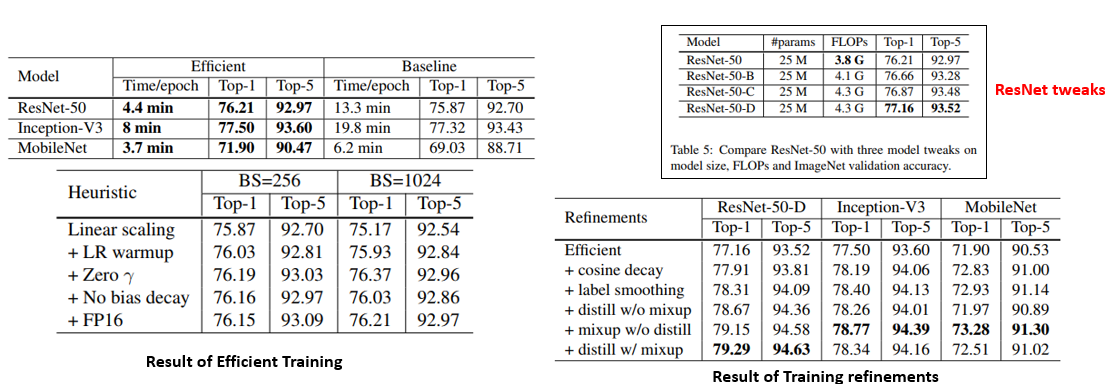 Model Efficient Baseline
Time/epoch Top-1 Top-5 Time/epoch Top-1 Top-5
ResNet-50 4.4 min 76.21 92.97 13.3 min 75.87 92.70
Inception-V3 8 min 77.50 93.60 19.8 min 77.32 93.43
MobileNet 3.7 min 71.90 90.47 6.2 min 69.03 88.71
Heuristic BS=256 BS=1024
Top-1 Top-5 Top-1 Top-5
Linear scaling 75.87 92.70 75.17 92.54
+ LR warmup 76.03 92.81 75.93 92.84
+ Zero γ 76.19 93.03 76.37 92.96
+ No bias decay 76.16 92.97 76.03 92.86
+ FP16 76.15 93.09 76.21 92.97
Result of Efficient Training
Model #params FLOPs Top-1 Top-5
ResNet-50 25 M 3.8 G 76.21 92.97
ResNet-50-B 25 M 4.1 G 76.66 93.28
ResNet-50-C 25 M 4.3 G 76.87 93.48
ResNet-50-D 25 M 4.3 G 77.16 93.52
Table 5: Compare ResNet-50 with three model tweaks on
model size, FLOPs and ImageNet validation accuracy.
ResNet tweaks
Refinements ResNet-50-D Inception-V3 MobileNet
Top-1 Top-5 Top-1 Top-5 Top-1 Top-5
Efficient 77.16 93.52 77.50 93.60 71.90 90.53
+ cosine decay 77.91 93.81 78.19 94.06 72.83 91.00
+ label smoothing 78.31 94.09 78.40 94.13 72.93 91.14
+ distill w/o mixup 78.67 94.36 78.26 94.01 71.97 90.89
+ mixup w/o distill 79.15 94.58 78.77 94.39 73.28 91.30
+ distill w/ mixup 79.29 94.63 78.34 94.16 72.51 91.02
Result of Training refinements